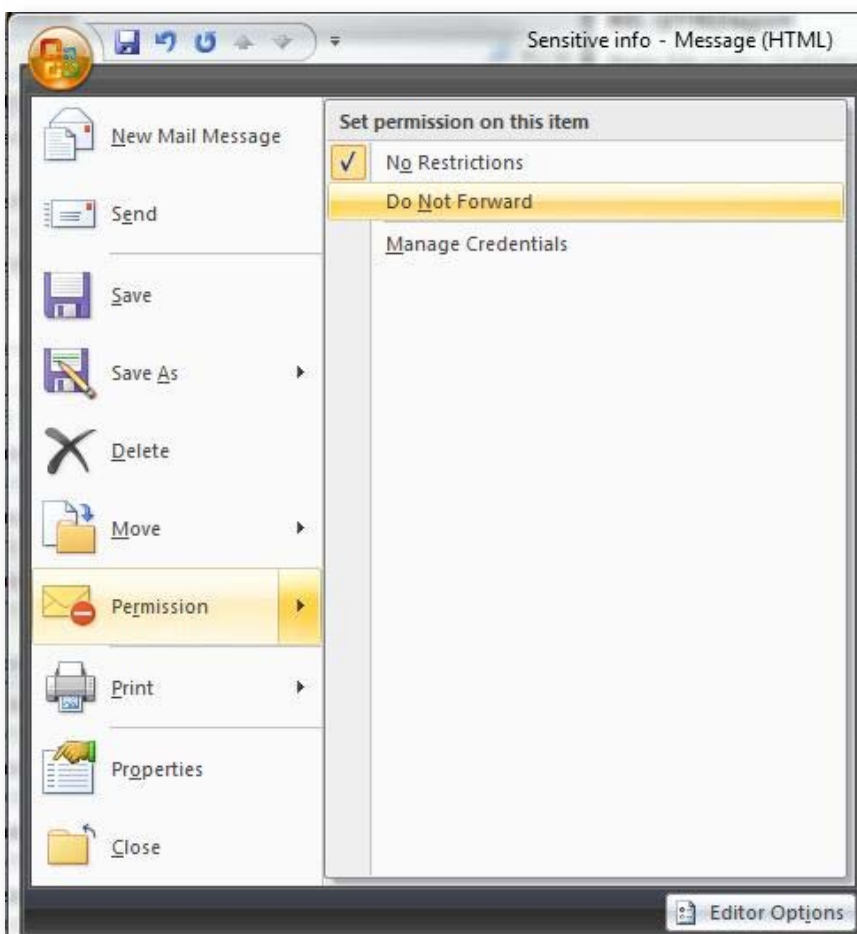 Sensitive info - Message (HTML)
New Mail Message
Send
Save
Save As
Delete
Move
Permission
Print
Properties
Close
Set permission on this item
No Restrictions
Do Not Forward
Manage Credentials
Editor Options